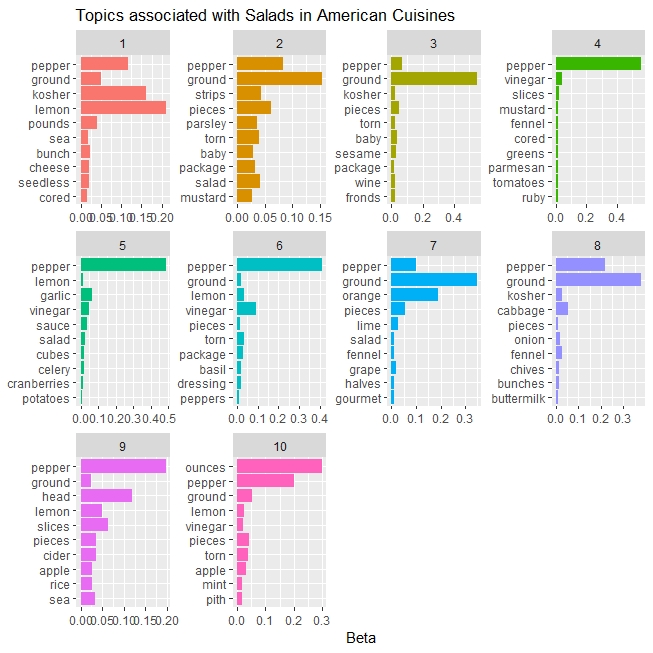 Topics associated with Salads in American Cuisines
1
pepper
ground
kosher
lemon
pounds
sea
bunch
cheese
seedless
cored
0.00 0.05 0.10 0.15 0.20
2
pepper
ground
strips
pieces
parsley
torn
baby
package
salad
mustard
0.00 0.05 0.10 0.15
3
pepper
ground
kosher
pieces
torn
baby
sesame
package
wine
fronds
0.0 0.2 0.4
4
pepper
vinegar
slices
mustard
fennel
cored
greens
parmesan
tomatoes
ruby
0.0 0.2 0.4
5
pepper
lemon
garlic
vinegar
sauce
salad
cubes
celery
cranberries
potatoes
0.0 0.1 0.2 0.3 0.4 0.5
6
pepper
ground
lemon
vinegar
pieces
torn
package
basil
dressing
peppers
0.0 0.1 0.2 0.3 0.4
7
pepper
ground
orange
pieces
lime
salad
fennel
grape
halves
gourmet
0.0 0.1 0.2 0.3
8
pepper
ground
kosher
cabbage
pieces
onion
fennel
chives
bunches
buttermilk
0.0 0.1 0.2 0.3
9
pepper
ground
head
lemon
slices
pieces
cider
apple
rice
sea
0.00 0.05 0.10 0.15 0.20
10
ounces
pepper
ground
lemon
vinegar
pieces
torn
apple
mint
pith
0.0 0.1 0.2 0.3
Beta